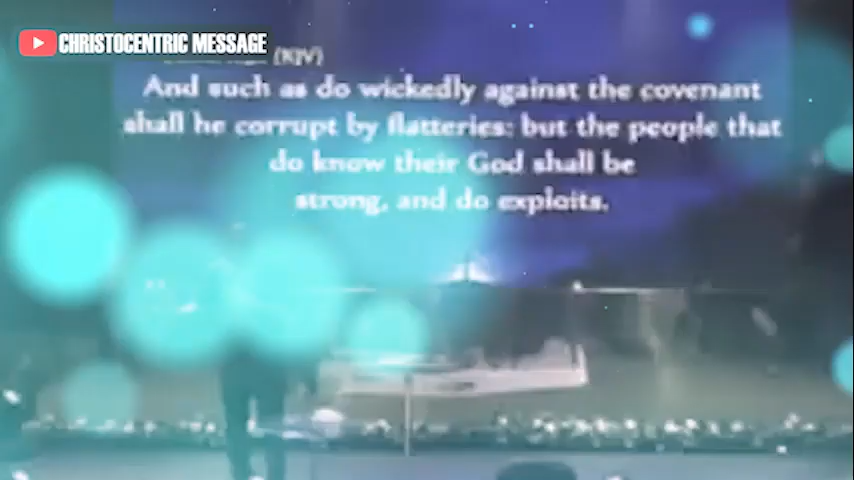 CHRISTOCENTRIC MESSAGE
(KJV)
And such as do wickedly against the covenant
shall he corrupt by flatteries: but the people that
do know their God shall be
strong, and do exploits.